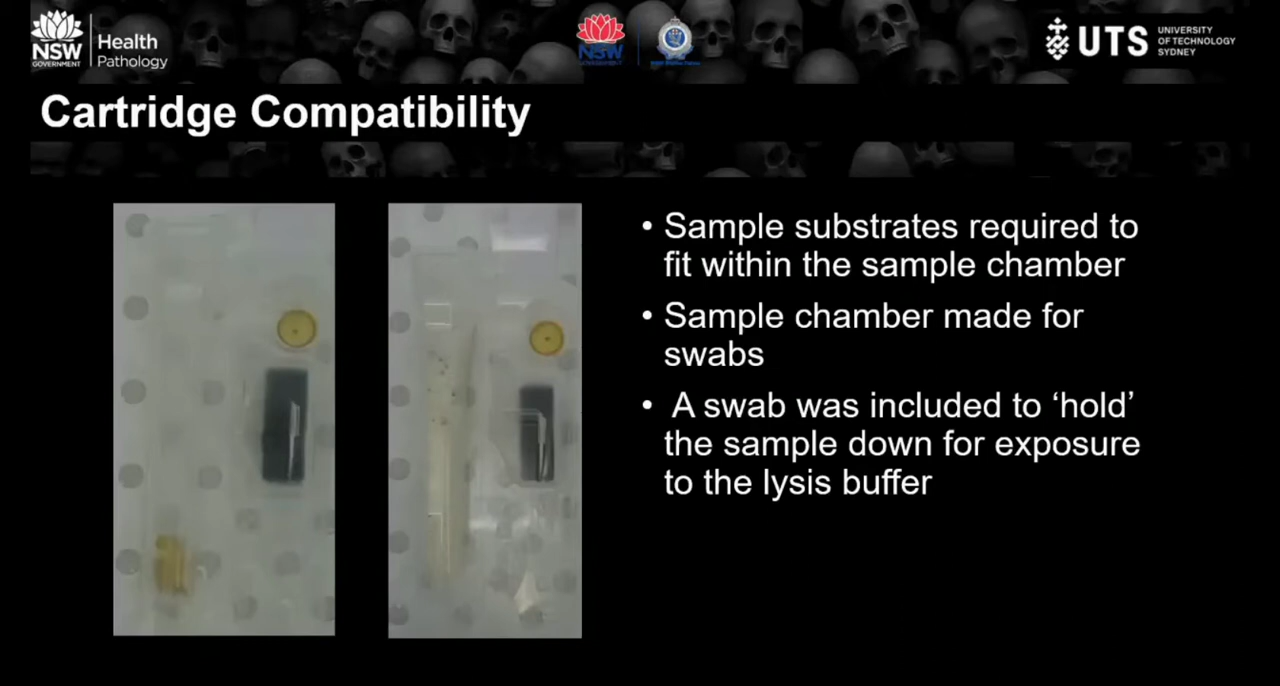 NSW
GOVERNMENT
Health
Pathology
NSW
UTS
UNIVERSITY
OF TECHNOLOGY
SYDNEY
Cartridge Compatibility
• Sample substrates required to
fit within the sample chamber
• Sample chamber made for
swabs
• A swab was included to ‘hold’
the sample down for exposure
to the lysis buffer